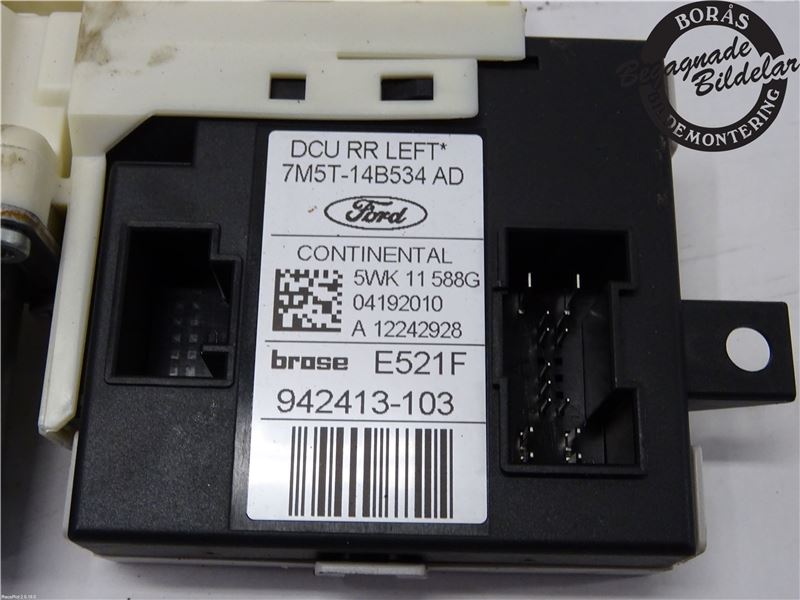 BORÅS
Begagnade
Bildelar
BILDEMONTERING
DCU RR LEFT*
7M5T-14B534 AD
Ford
CONTINENTAL
5WK 11 588G
04192010
A 12242928
brose E521F
942413-103